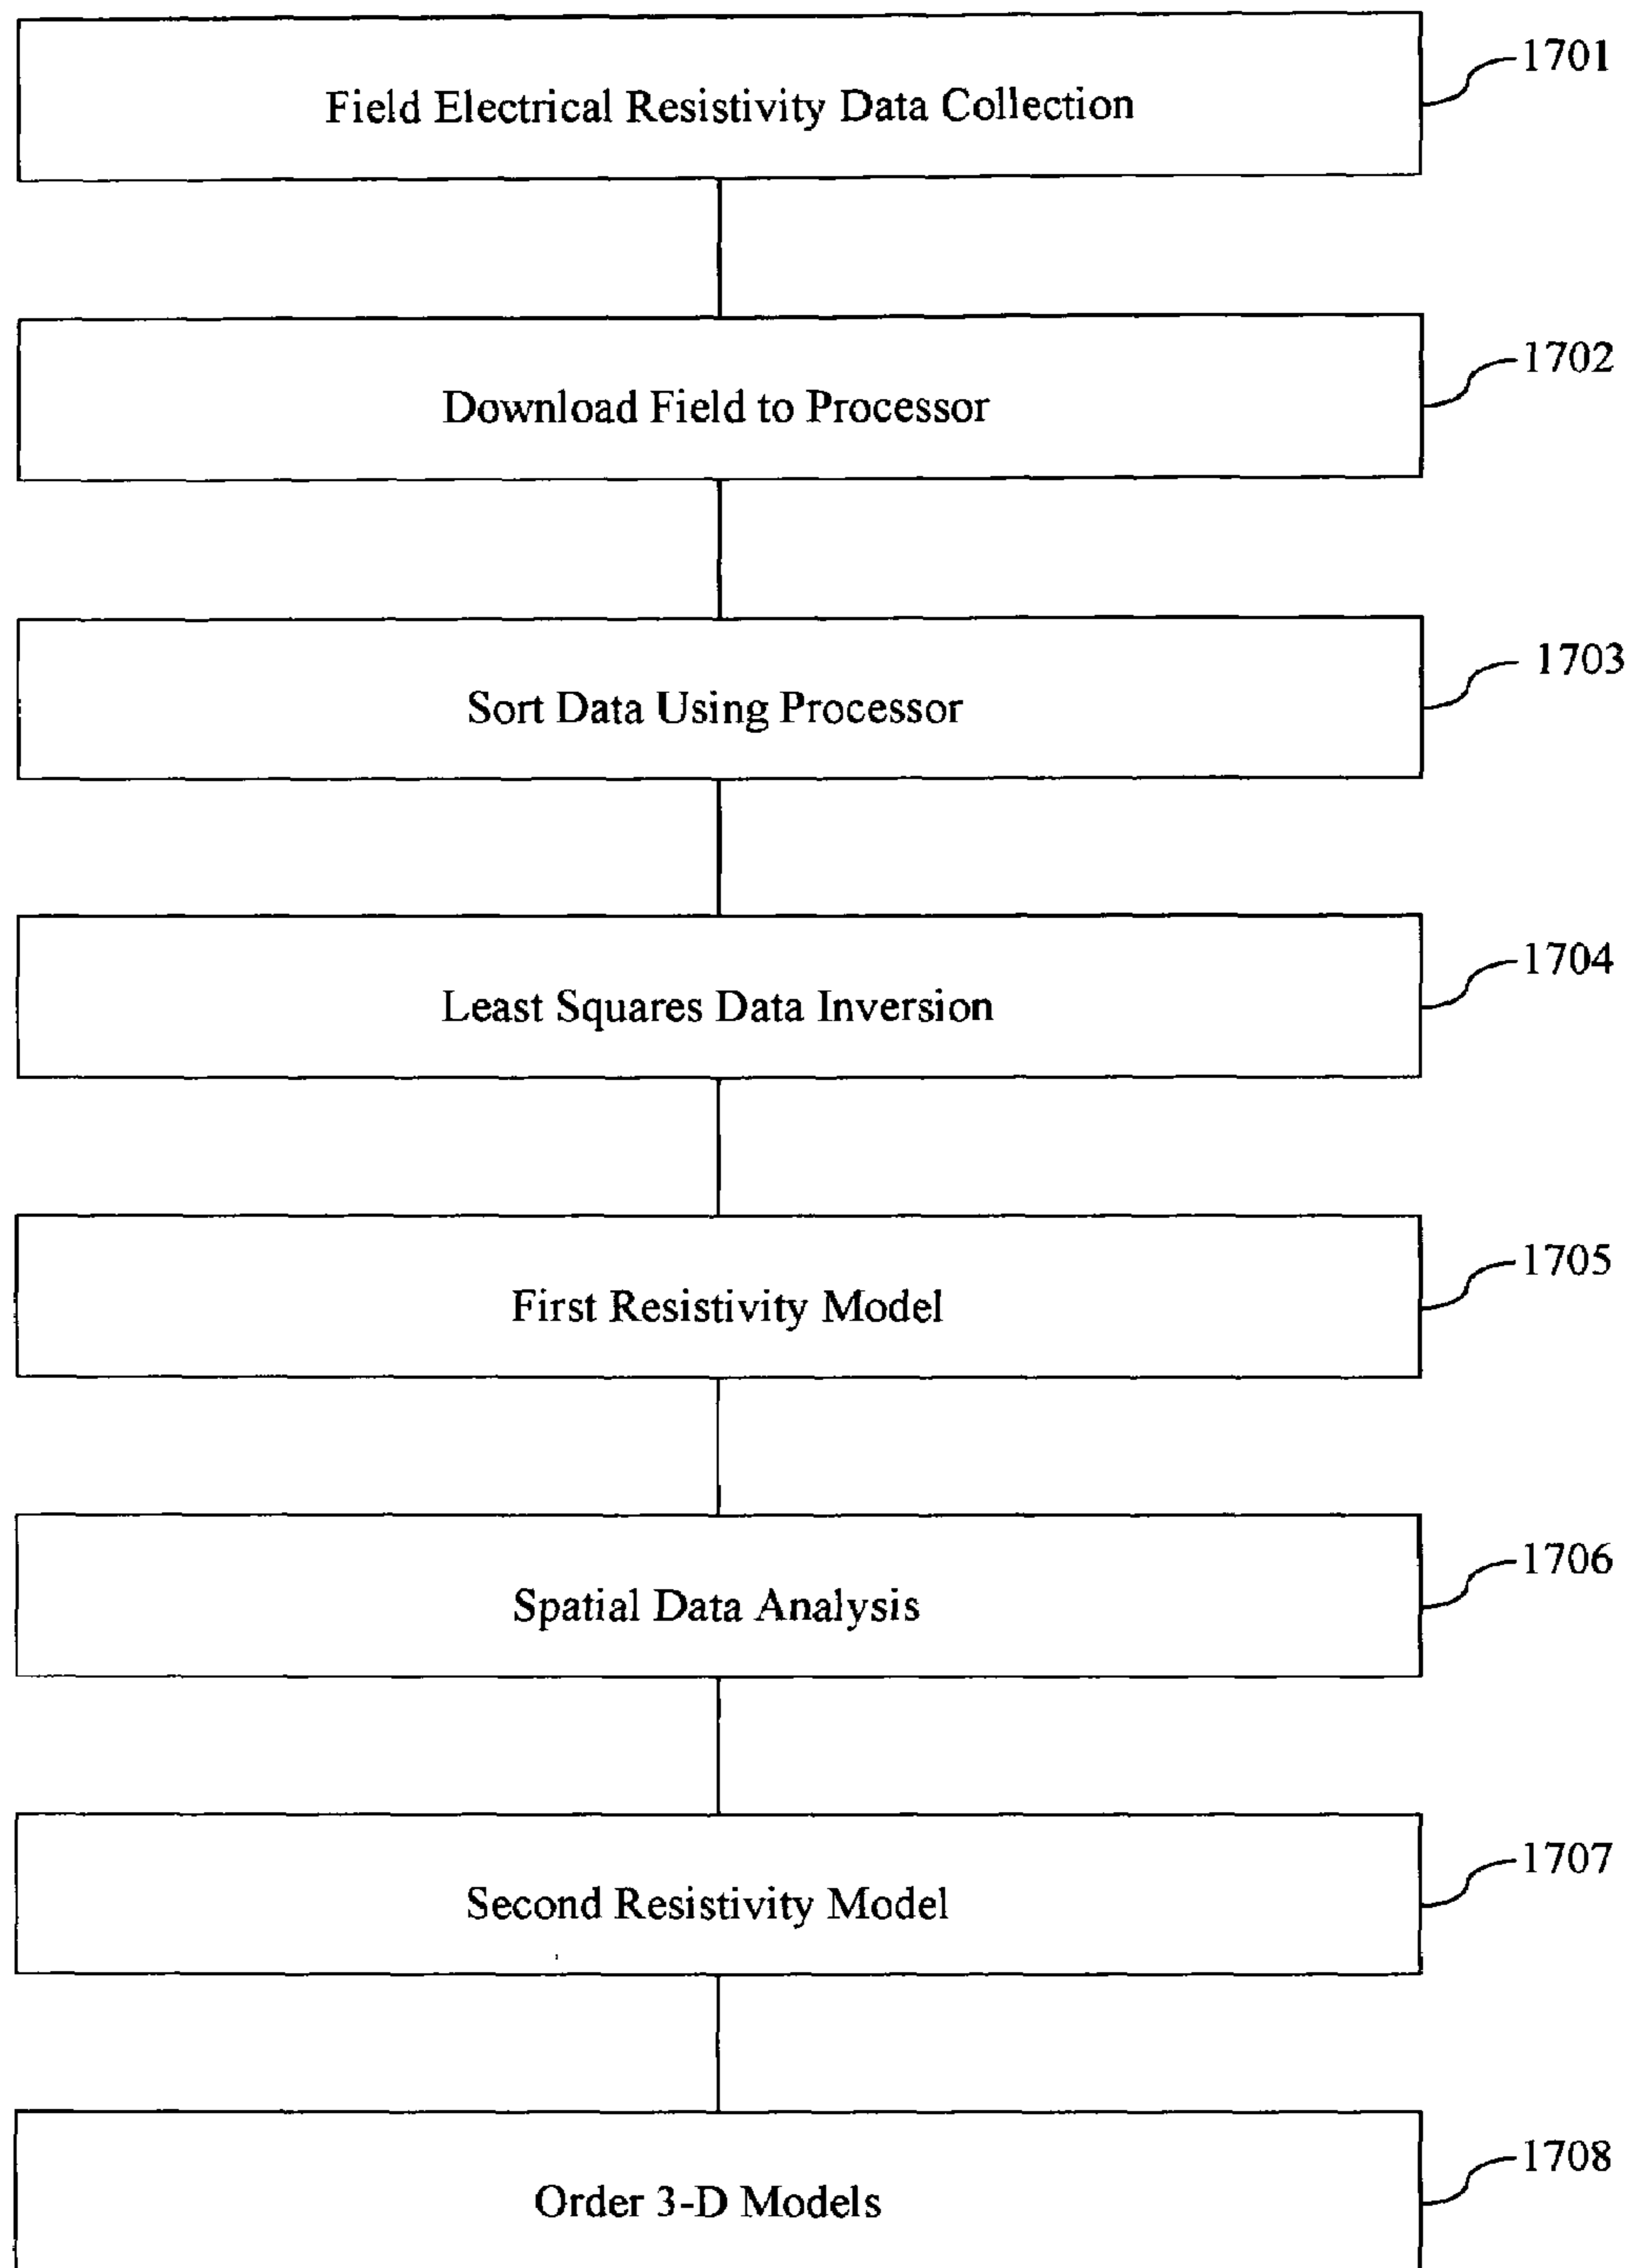 Field Electrical Resistivity Data Collection
1701
Download Field to Processor
1702
Sort Data Using Processor
1703
Least Squares Data Inversion
1704
First Resistivity Model
1705
Spatial Data Analysis
1706
Second Resistivity Model
1707
Order 3-D Models
1708